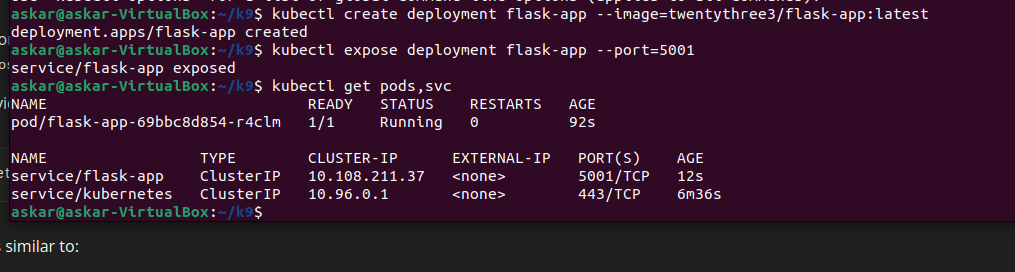 askar@askar-VirtualBox:~/k9$ kubectl create deployment flask-app --image=twentythree3/flask-app:latest
deployment.apps/flask-app created
askar@askar-VirtualBox:~/k9$ kubectl expose deployment flask-app --port=5001
service/flask-app exposed
askar@askar-VirtualBox:~/k9$ kubectl get pods,svc
NAME READY STATUS RESTARTS AGE
pod/flask-app-69bbc8d854-r4clm 1/1 Running 0 92s
NAME TYPE CLUSTER-IP EXTERNAL-IP PORT(S) AGE
service/flask-app ClusterIP 10.108.211.37 <none> 5001/TCP 12s
service/kubernetes ClusterIP 10.96.0.1 <none> 443/TCP 6m36s
askar@askar-VirtualBox:~/k9$
similar to: